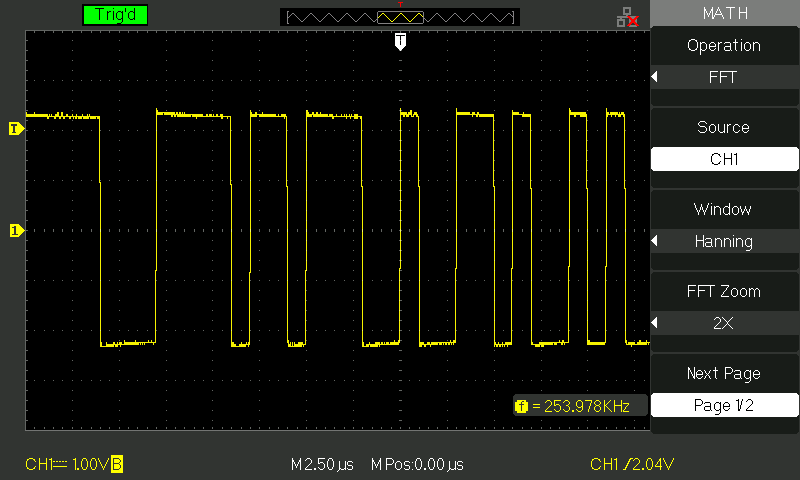 Trig'd
T
MATH
T
Operation
FFT
Source
CH1
Window
Hanning
FFT Zoom
2X
Next Page
Page 1/2
T
1
f = 253.978KHz
CH1 1.00V B
M 2.50µs
M Pos:0.00µs
CH1 /2.04V